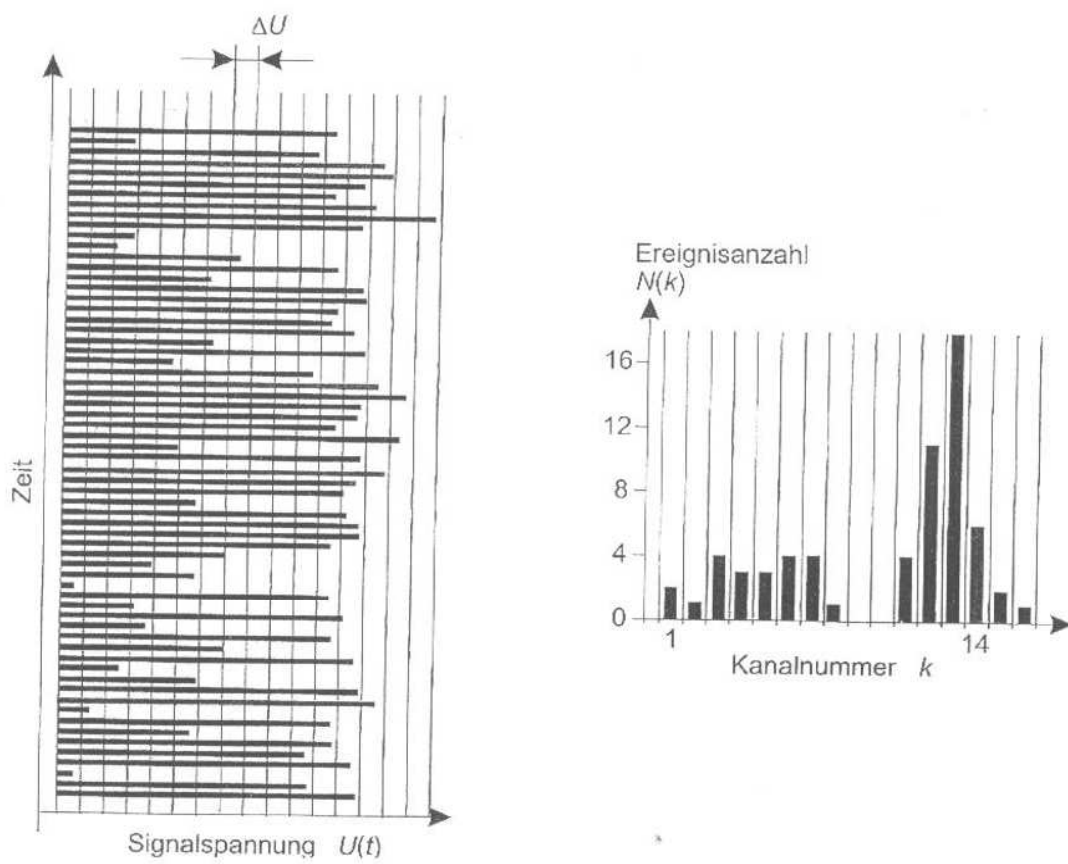 ΔU
Zeit
Signalspannung U(t)
Ereignisanzahl
N(k)
16
12
8
4
0
1
14
Kanalnummer k